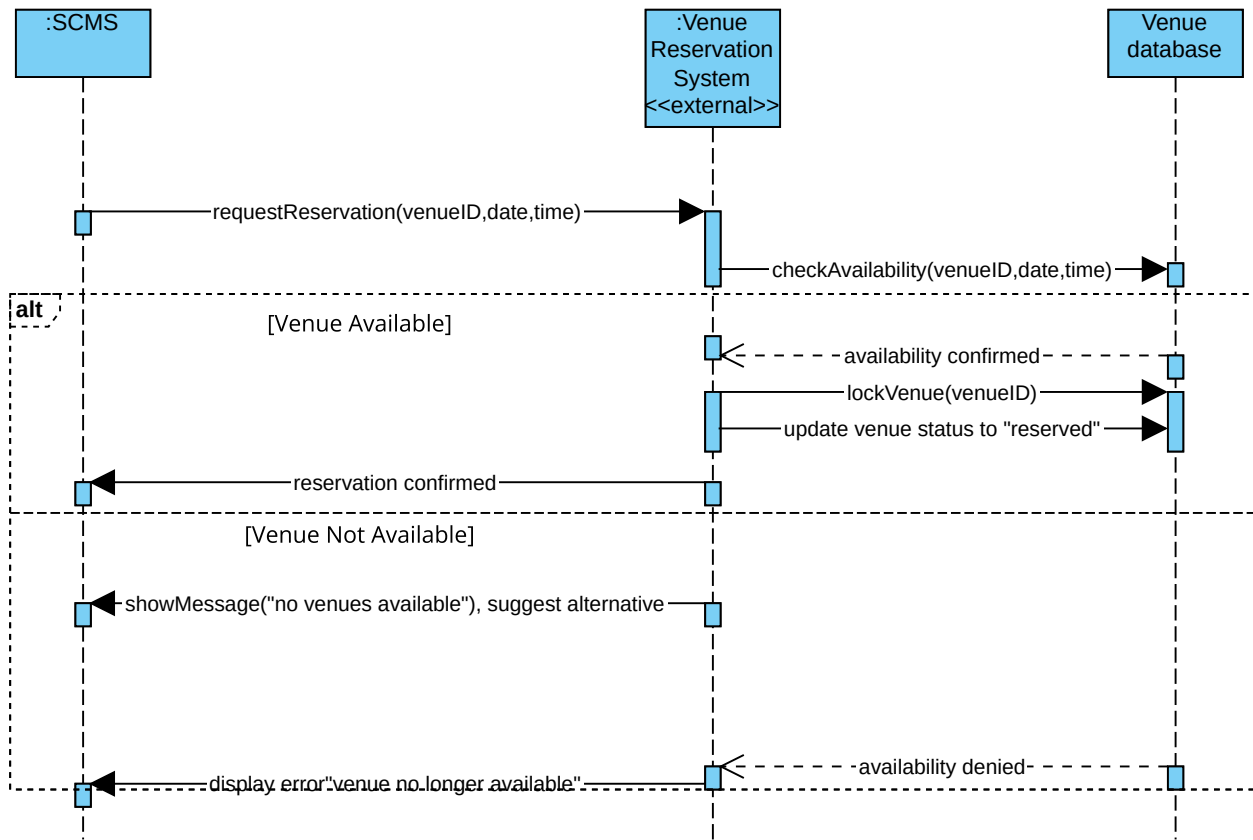 :SCMS
:Venue
Reservation
System
<<external>>
Venue
database
requestReservation(venueID,date,time)
checkAvailability(venueID,date,time)
alt
[Venue Available]
availability confirmed
lockVenue(venueID)
update venue status to "reserved"
reservation confirmed
[Venue Not Available]
showMessage("no venues available"), suggest alternative
availability denied
display error"venue no longer available"